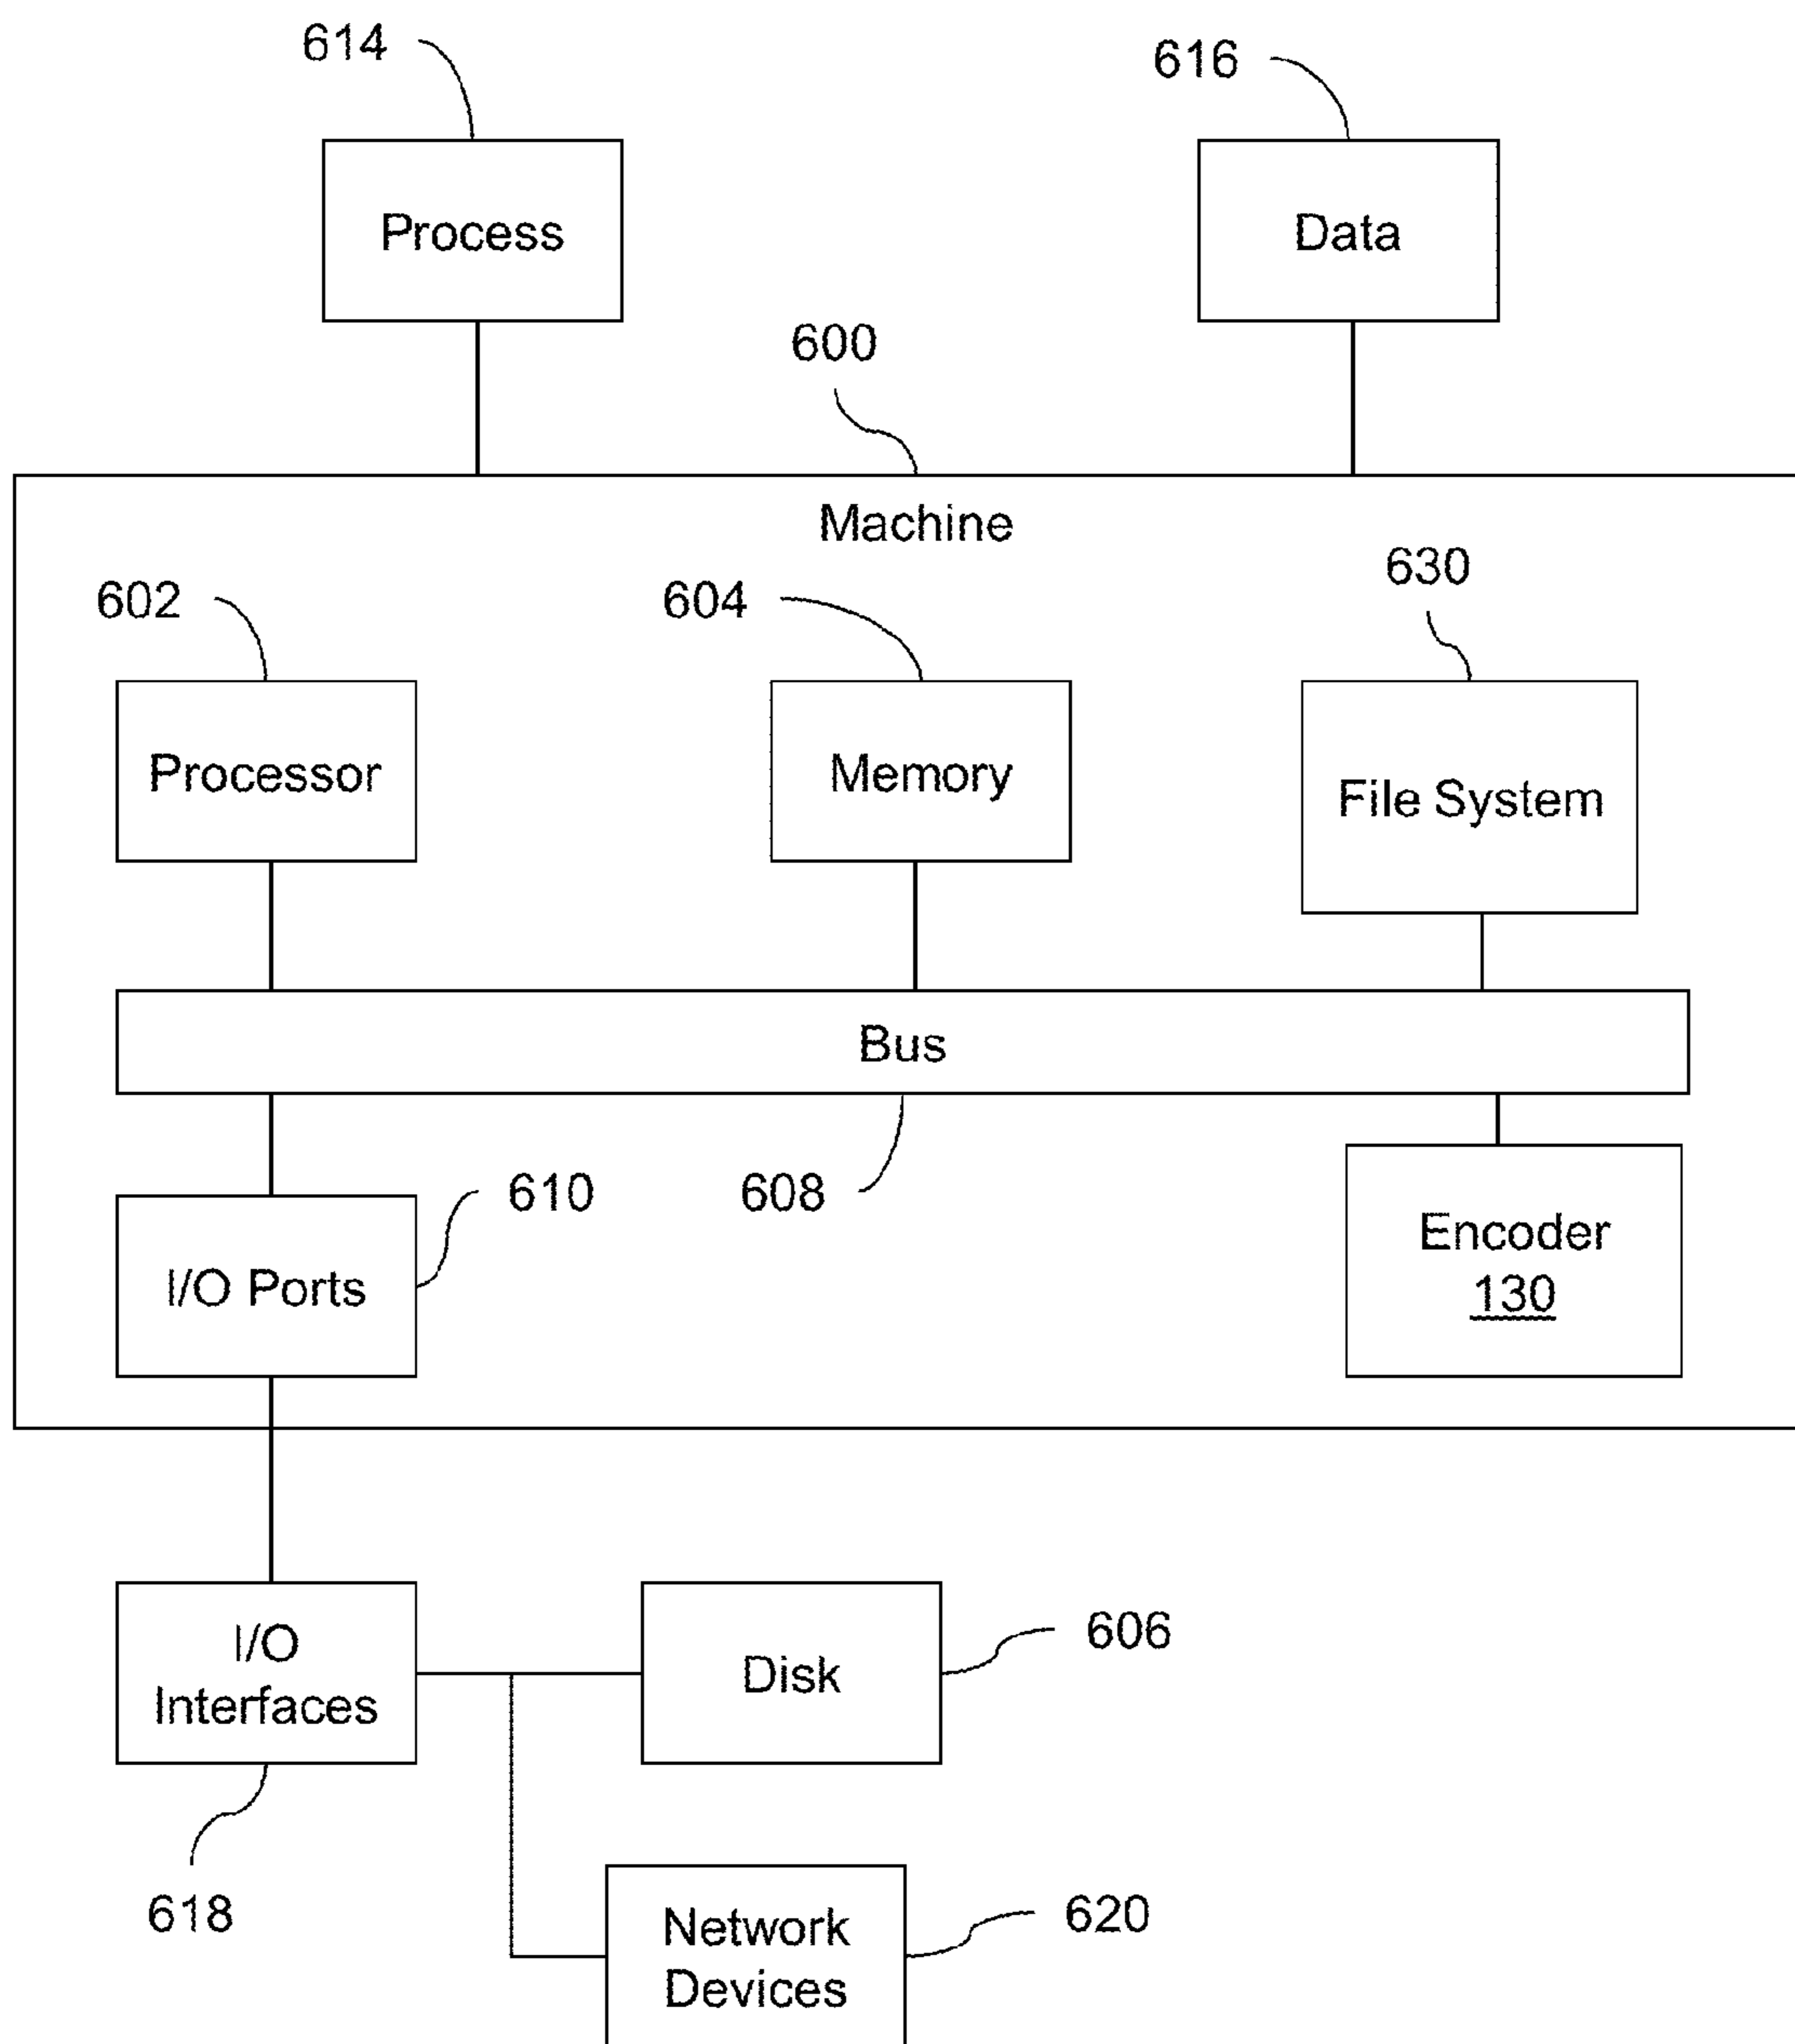 614
616
Process
Data
600
Machine
602
604
630
Processor
Memory
File System
Bus
610
608
I/O Ports
Encoder
130
I/O
Interfaces
Disk
606
618
Network
Devices
620